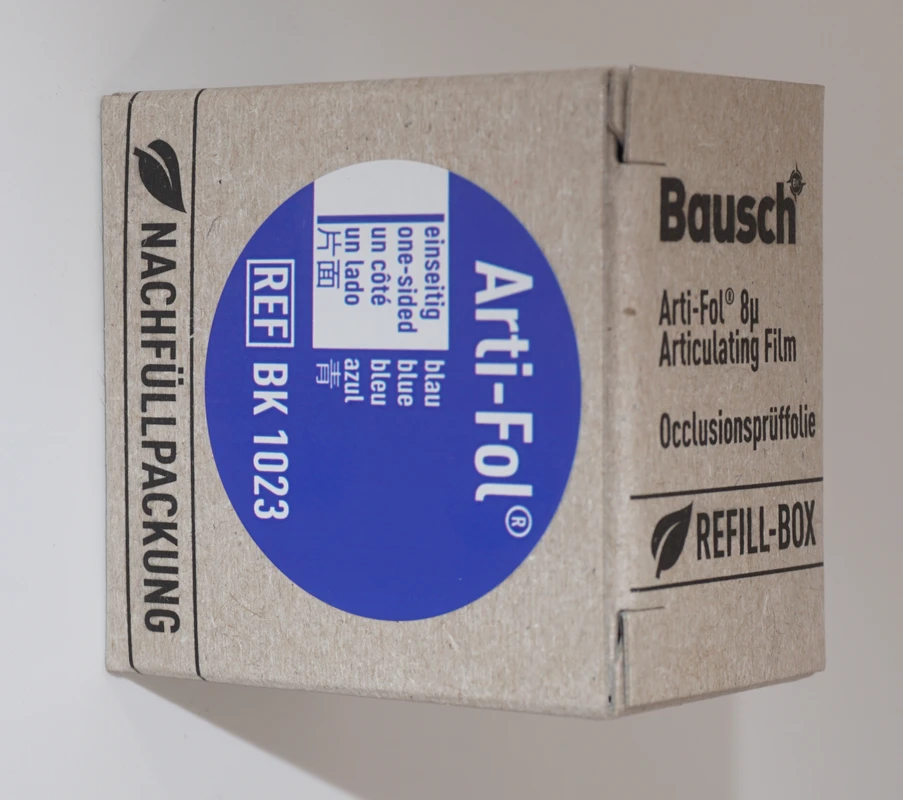 Arti-Fol®
einseitig blau
one-sided blue
un côté bleu
un lado azul
片面 青
REF BK 1023
NACHFÜLLPACKUNG
Bausch
Arti-Fol® 8µ
Articulating Film
Occlusionsprüffolie
REFILL-BOX